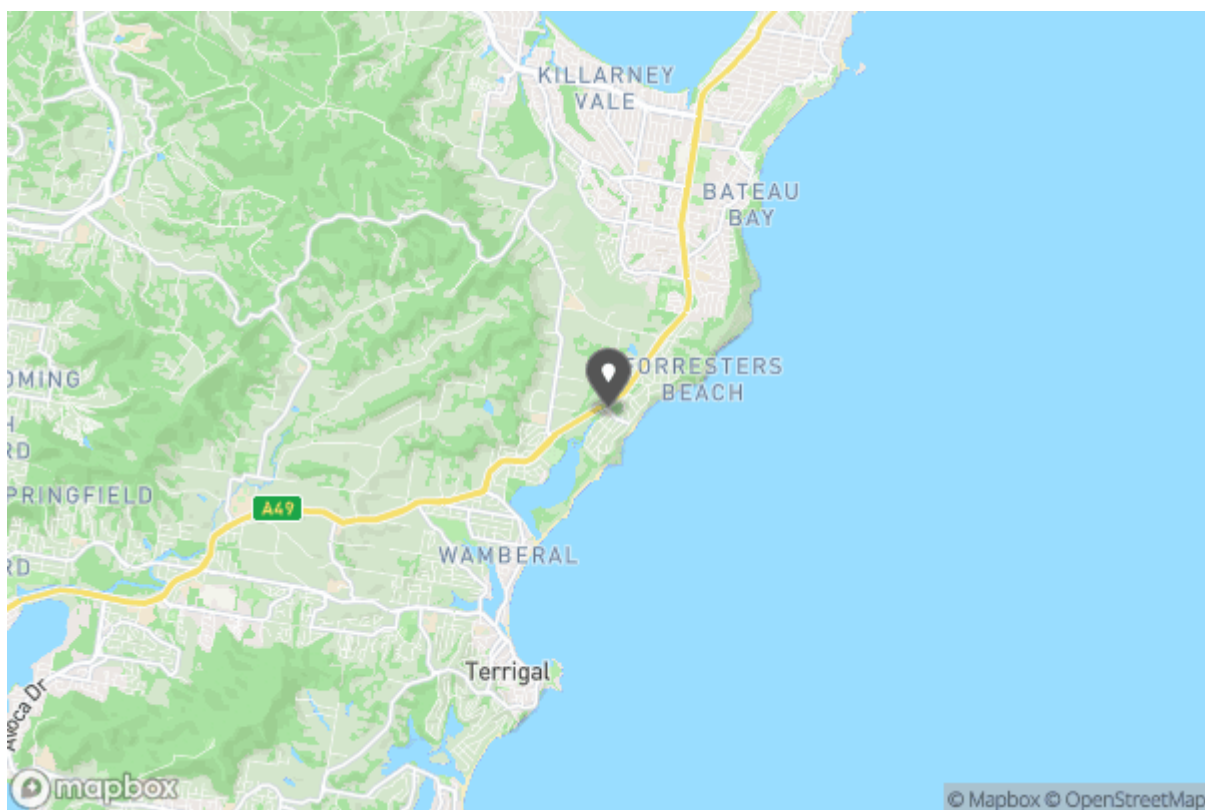 KILLARNEY
VALE
BATEAU
BAY
FORRESTERS
BEACH
OMING
H
RD
PRINGFIELD
A49
WAMBERAL
RD
Terrigal
Avoca Dr
mapbox
© Mapbox © OpenStreetMap